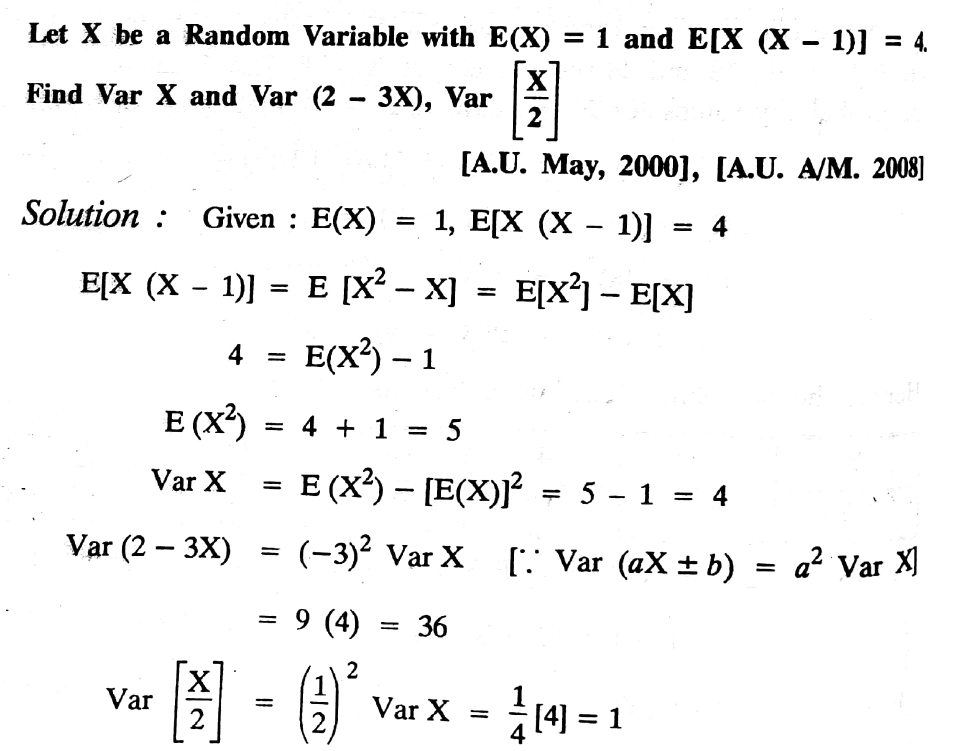 Let X be a Random Variable with E(X) = 1 and E[X (X – 1)] = 4.
Find Var X and Var (2 – 3X), Var [X/2]
[A.U. May, 2000], [A.U. A/M. 2008]
Solution : Given : E(X) = 1, E[X (X – 1)] = 4
E[X (X – 1)] = E [X² – X] = E[X²] – E[X]
4 = E(X²) – 1
E (X²) = 4 + 1 = 5
Var X = E (X²) – [E(X)]² = 5 – 1 = 4
Var (2 – 3X) = (–3)² Var X [∵ Var (aX ± b) = a² Var X]
= 9 (4) = 36
Var [X/2] = (1/2)² Var X = 1/4 [4] = 1